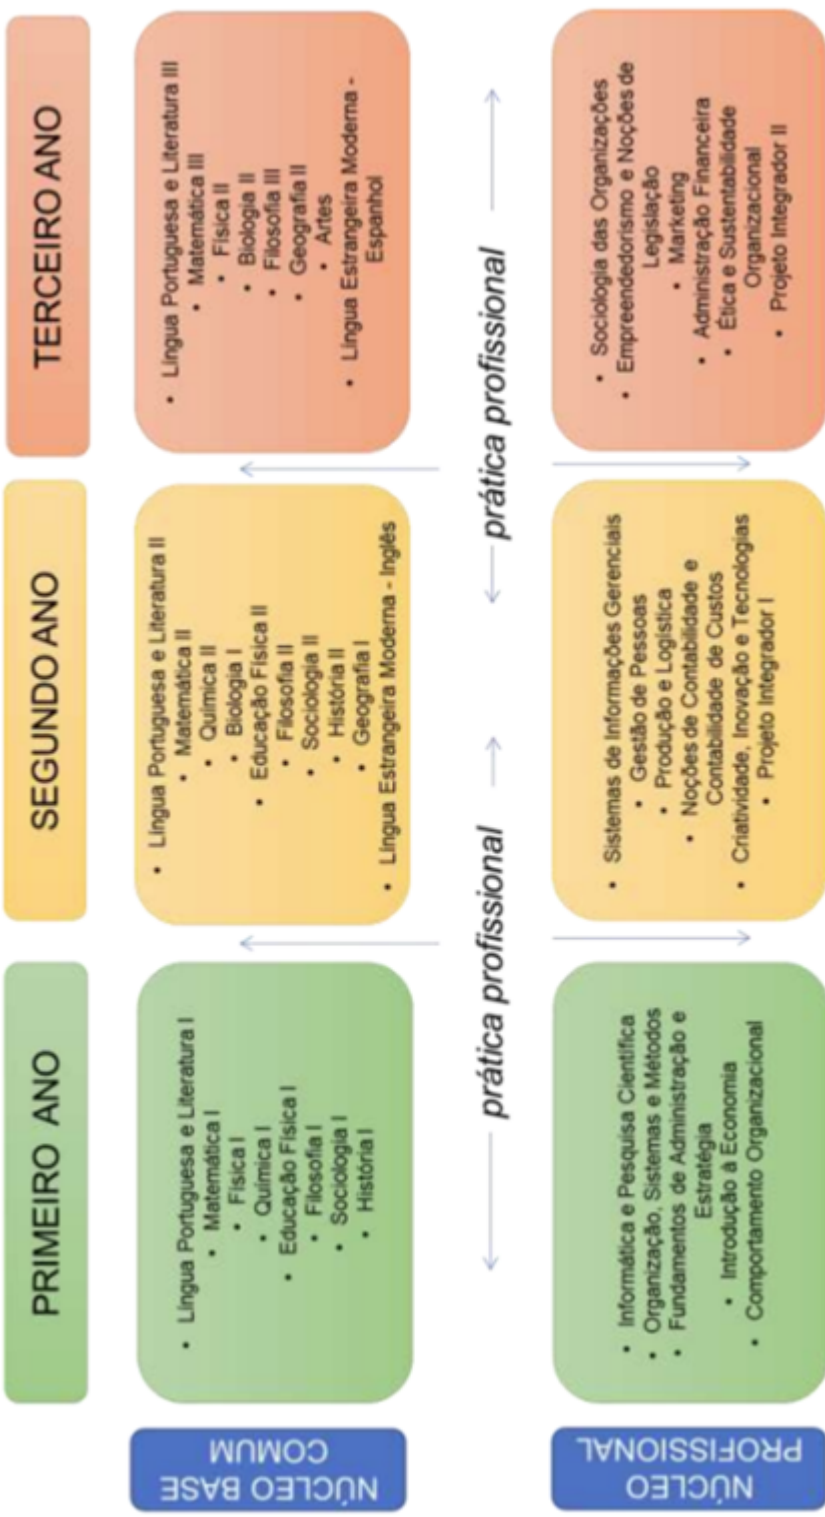 PRIMEIRO ANO
SEGUNDO ANO
TERCEIRO ANO
NÚCLEO BASE
COMUM
• Língua Portuguesa e Literatura I
• Matemática I
• Física I
• Química I
• Educação Física I
• Filosofia I
• Sociologia I
• História I
• Língua Portuguesa e Literatura II
• Matemática II
• Química II
• Biologia I
• Educação Física II
• Filosofia II
• Sociologia II
• História II
• Geografia I
• Língua Estrangeira Moderna - Inglês
• Língua Portuguesa e Literatura III
• Matemática III
• Física II
• Biologia II
• Filosofia III
• Geografia II
• Artes
• Língua Estrangeira Moderna -
Espanhol
prática profissional
prática profissional
NÚCLEO
PROFISSIONAL
• Informática e Pesquisa Científica
• Organização, Sistemas e Métodos
• Fundamentos de Administração e
Estratégia
• Introdução à Economia
• Comportamento Organizacional
• Sistemas de Informações Gerenciais
• Gestão de Pessoas
• Produção e Logística
• Noções de Contabilidade e
Contabilidade de Custos
• Criatividade, Inovação e Tecnologias
• Projeto Integrador I
• Sociologia das Organizações
• Empreendedorismo e Noções de
Legislação
• Marketing
• Administração Financeira
• Ética e Sustentabilidade
Organizacional
• Projeto Integrador II